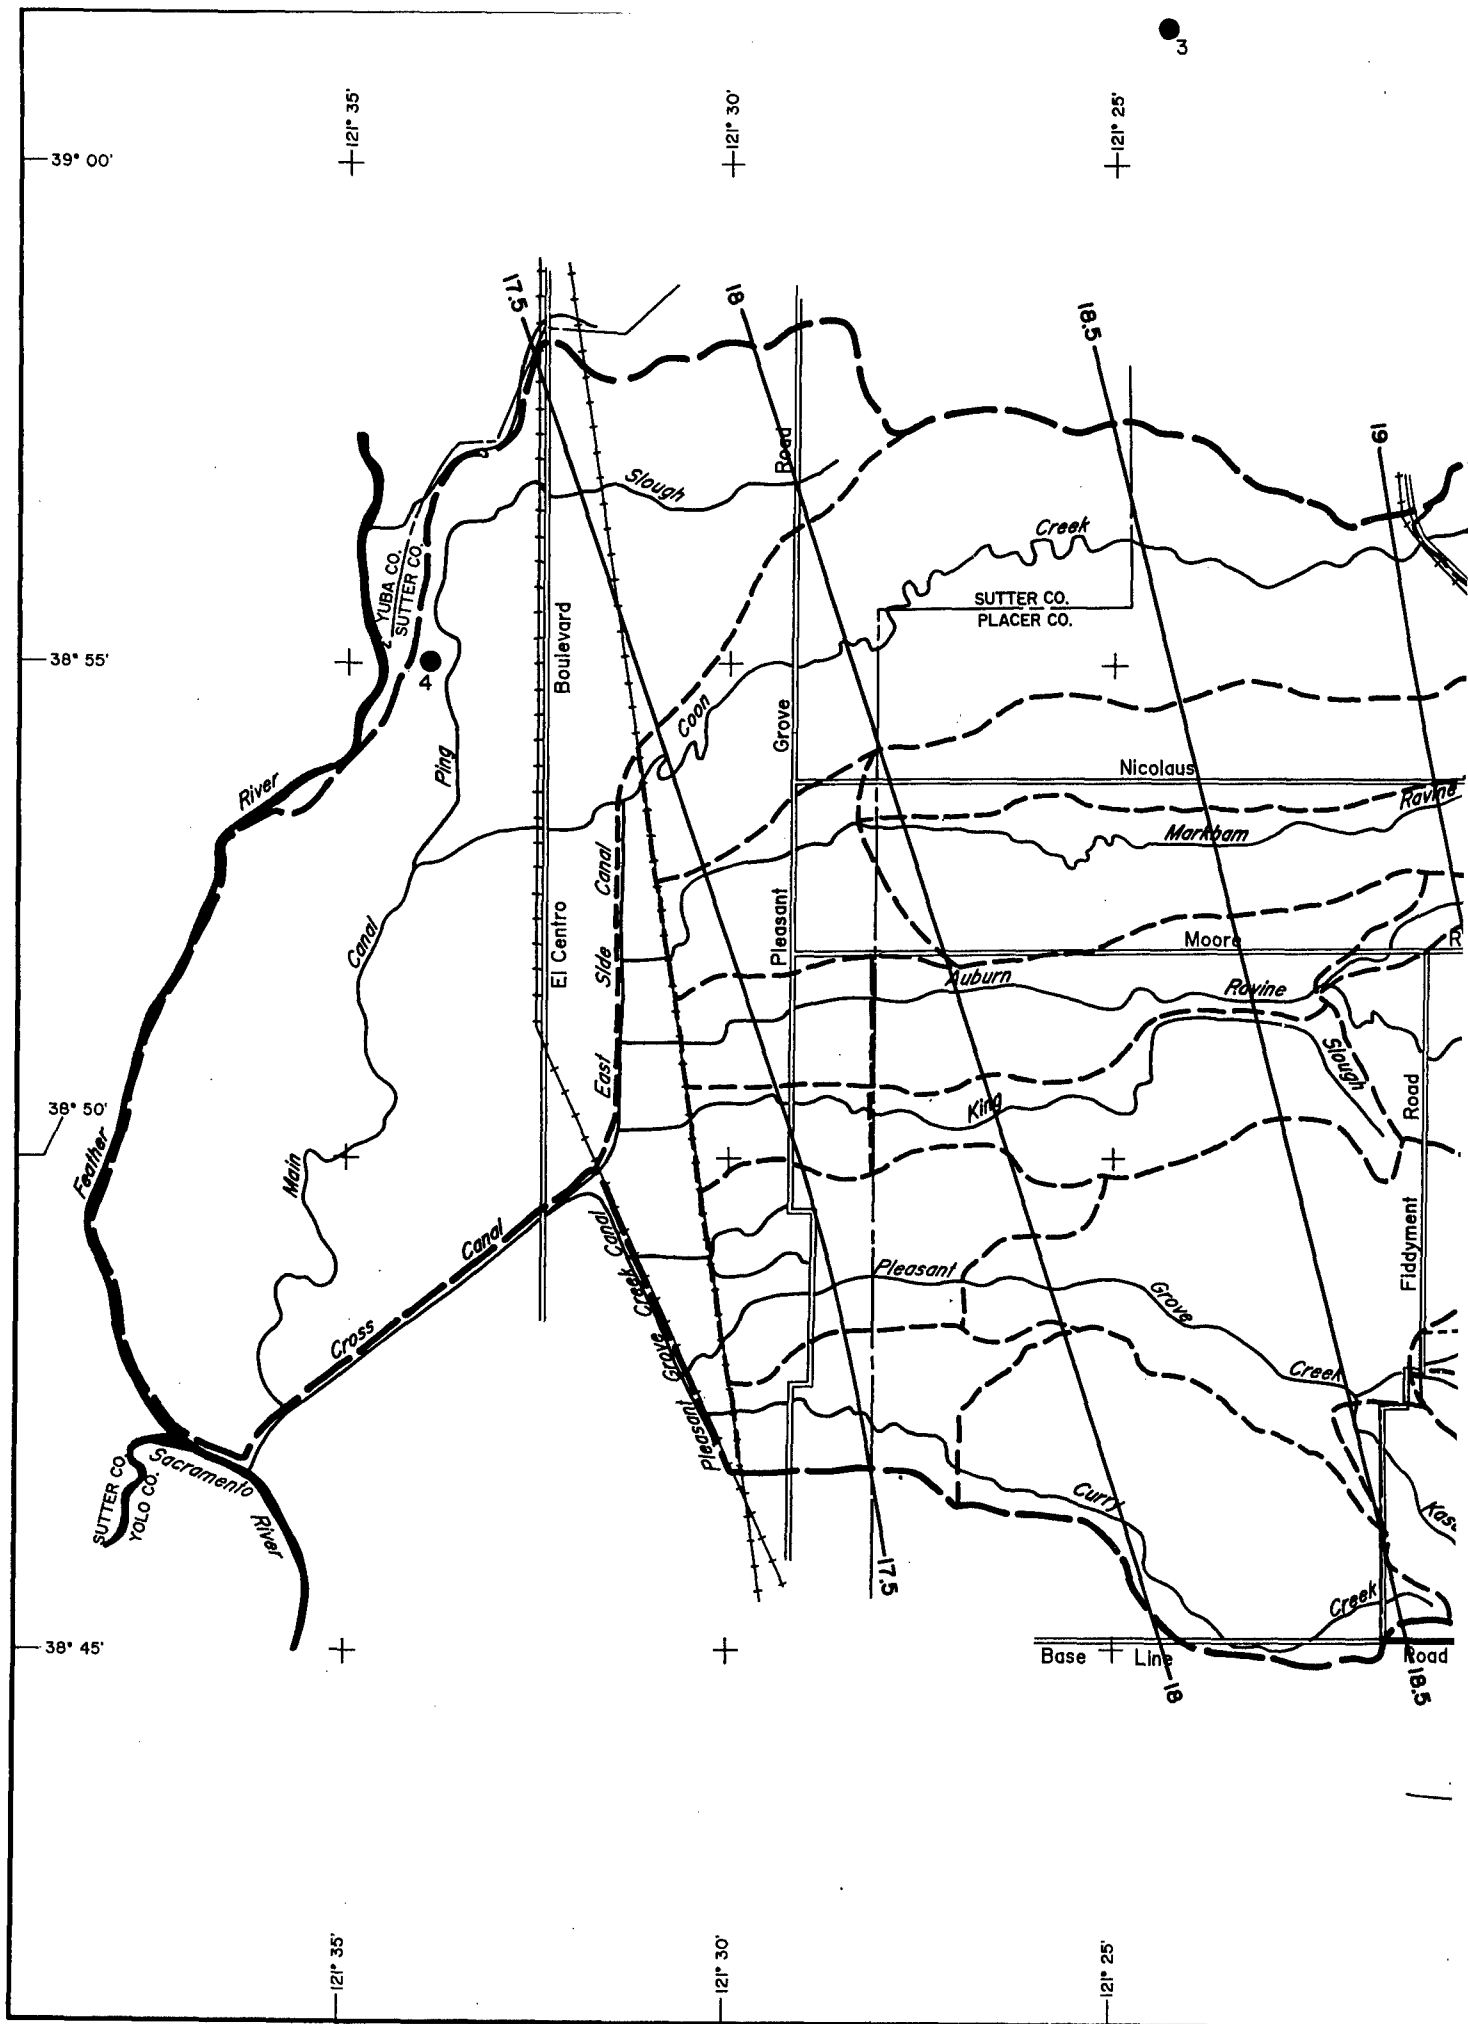 3
121° 35'
121° 30'
121° 25'
39° 00'
17.5
18
18.5
19
Road
Slough
Creek
YUBA CO.
SUTTER CO.
SUTTER CO.
PLACER CO.
38° 55'
4
Boulevard
Coon
Grove
Ping
River
Nicolaus
Ravine
Markham
Canal
Side
East
El Centro
Pleasant
Canal
Moore
R
Auburn
Ravine
Slough
King
Road
38° 50'
Feather
Main
Canal
Cross
Canal
Creek
Grove
Pleasant
Pleasant
Grove
Creek
Fiddyment
SUTTER CO.
YOLO CO.
Sacramento
River
Curry
Creek
Kase
17.5
38° 45'
Base
Line
Road
18
18.5
121° 35'
121° 30'
121° 25'